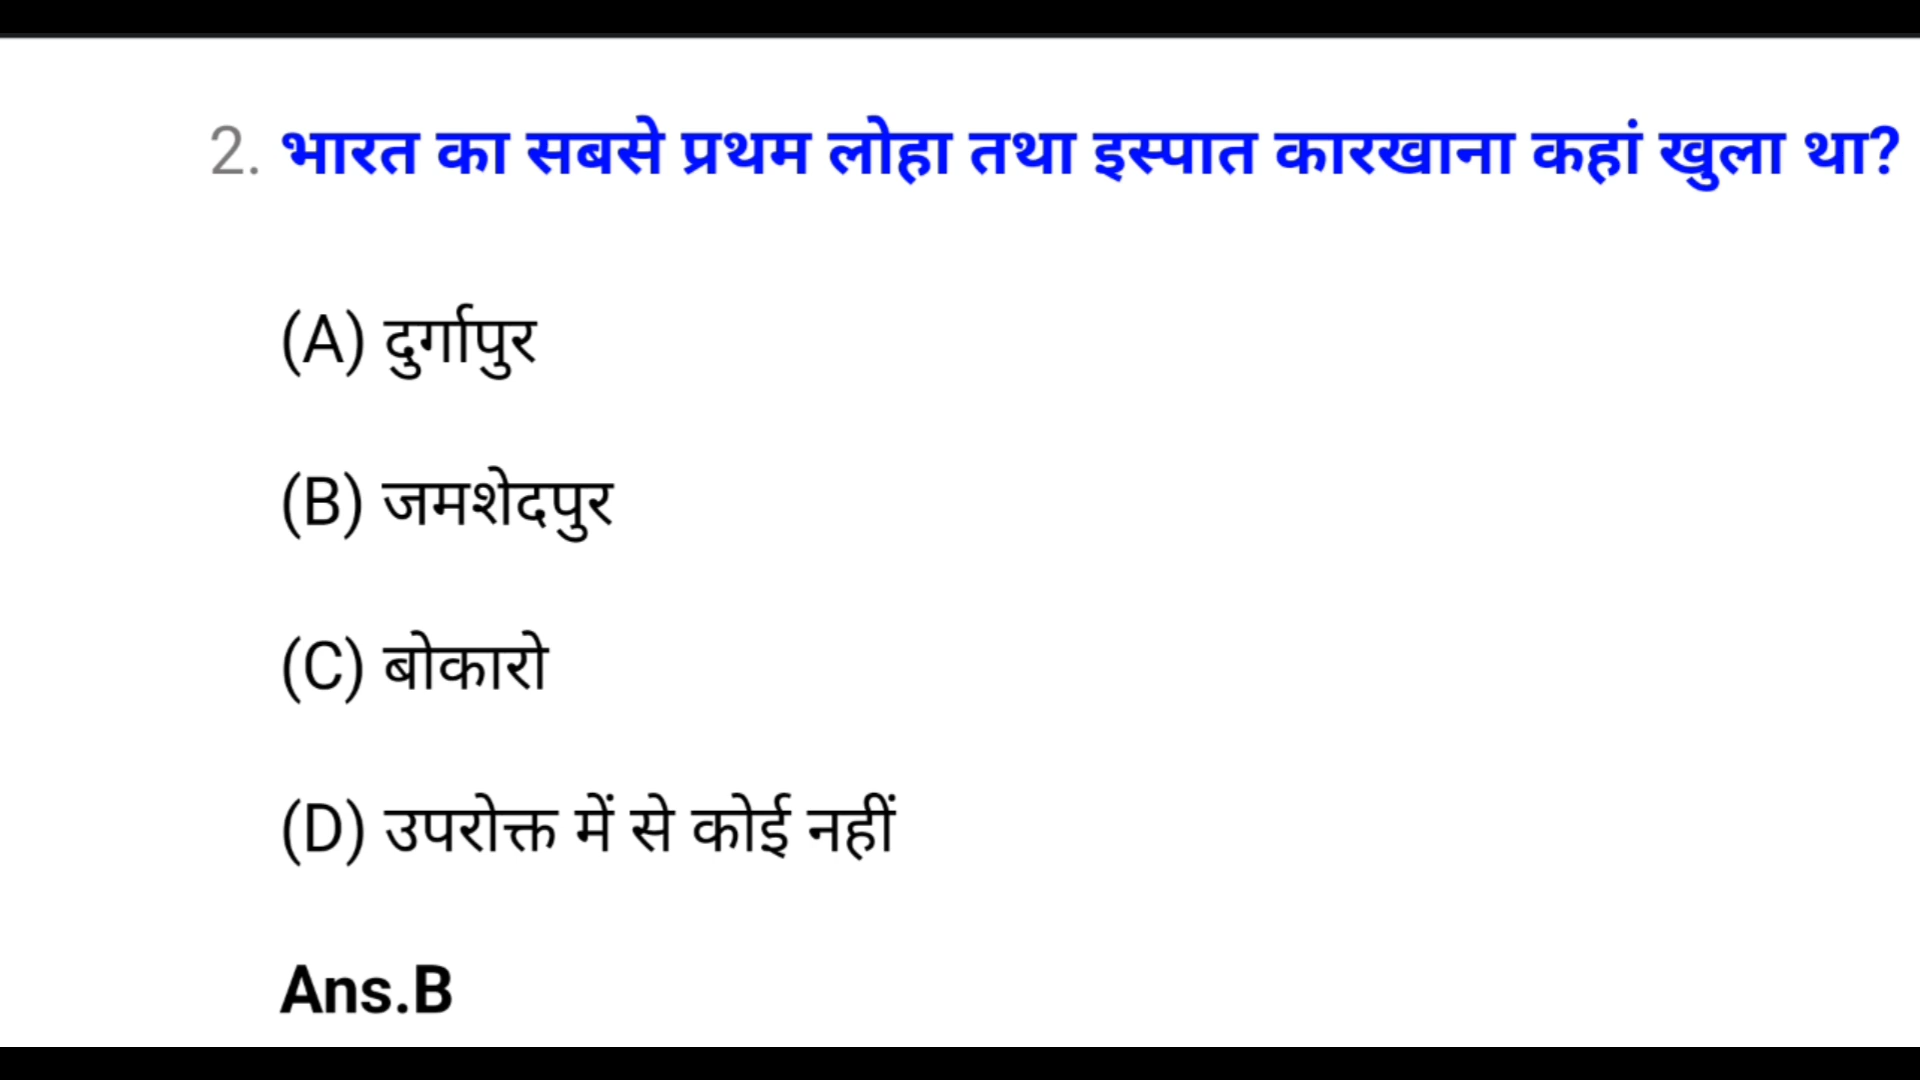 2. भारत का सबसे प्रथम लोहा तथा इस्पात कारखाना कहां खुला था?
(A) दुर्गापुर
(B) जमशेदपुर
(C) बोकारो
(D) उपरोक्त में से कोई नहीं
Ans.B